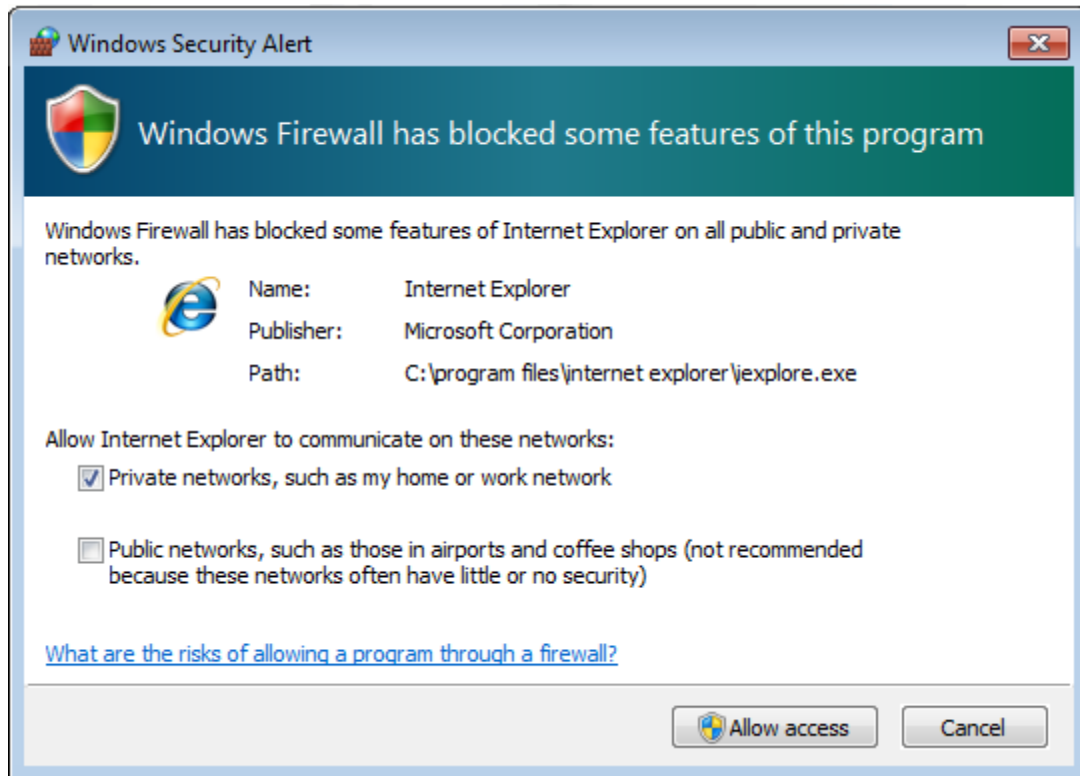 Windows Security Alert
Windows Firewall has blocked some features of this program
Windows Firewall has blocked some features of Internet Explorer on all public and private
networks.
Name: Internet Explorer
Publisher: Microsoft Corporation
Path: C:\program files\internet explorer\iexplore.exe
Allow Internet Explorer to communicate on these networks:
Private networks, such as my home or work network
Public networks, such as those in airports and coffee shops (not recommended
because these networks often have little or no security)
What are the risks of allowing a program through a firewall?
Allow access Cancel